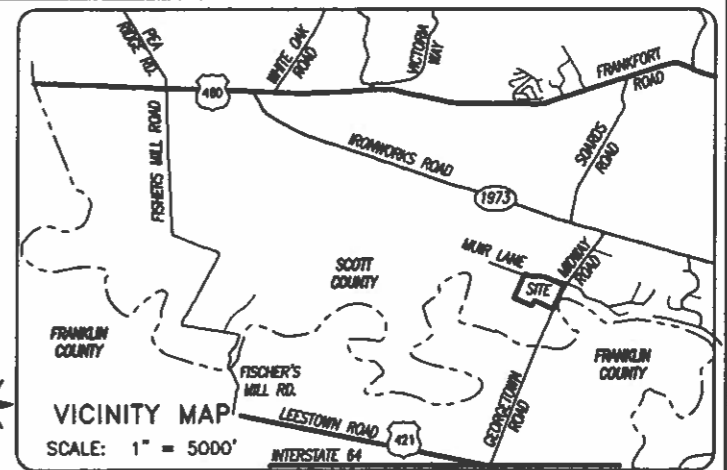 PEA
RIDGE RD.
WHITE OAK
ROAD
VICTORIA
WAY
FRANKFORT
ROAD
460
FISHERS MILL ROAD
IRONWORKS ROAD
SOARDS
ROAD
1973
MUIR LANE
MIDWAY
ROAD
SCOTT
COUNTY
SITE
FRANKLIN
COUNTY
FRANKLIN
COUNTY
FISCHER'S
MILL RD.
GEORGETOWN
ROAD
VICINITY MAP
LEESTOWN ROAD
421
SCALE: 1" = 5000'
INTERSTATE 64